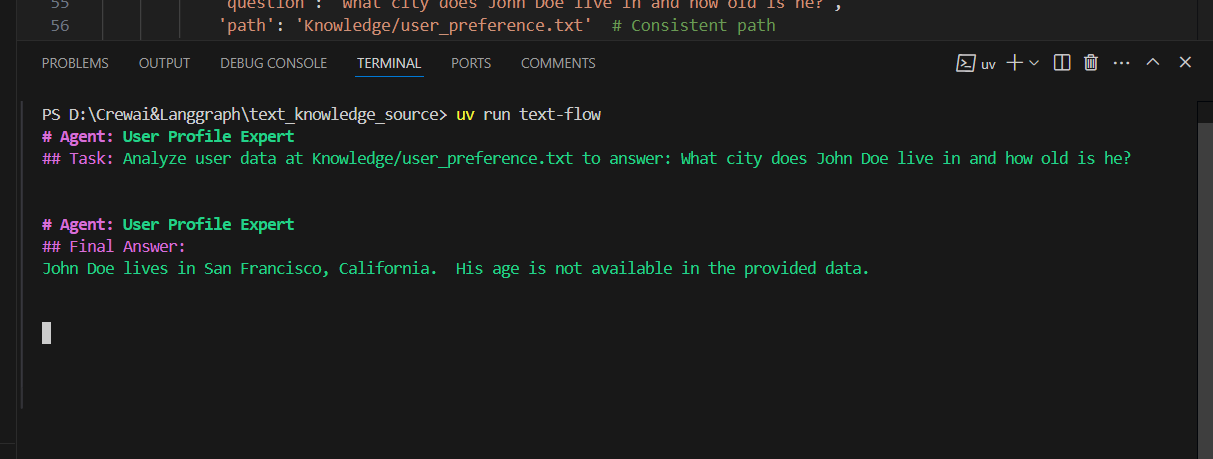 55 'question': 'What city does John Doe live in and how old is he?',
56 'path': 'Knowledge/user_preference.txt'  # Consistent path
PROBLEMS OUTPUT DEBUG CONSOLE TERMINAL PORTS COMMENTS uv
PS D:\Crewai&Langgraph\text_knowledge_source> uv run text-flow
# Agent: User Profile Expert
## Task: Analyze user data at Knowledge/user_preference.txt to answer: What city does John Doe live in and how old is he?
# Agent: User Profile Expert
## Final Answer:
John Doe lives in San Francisco, California.  His age is not available in the provided data.